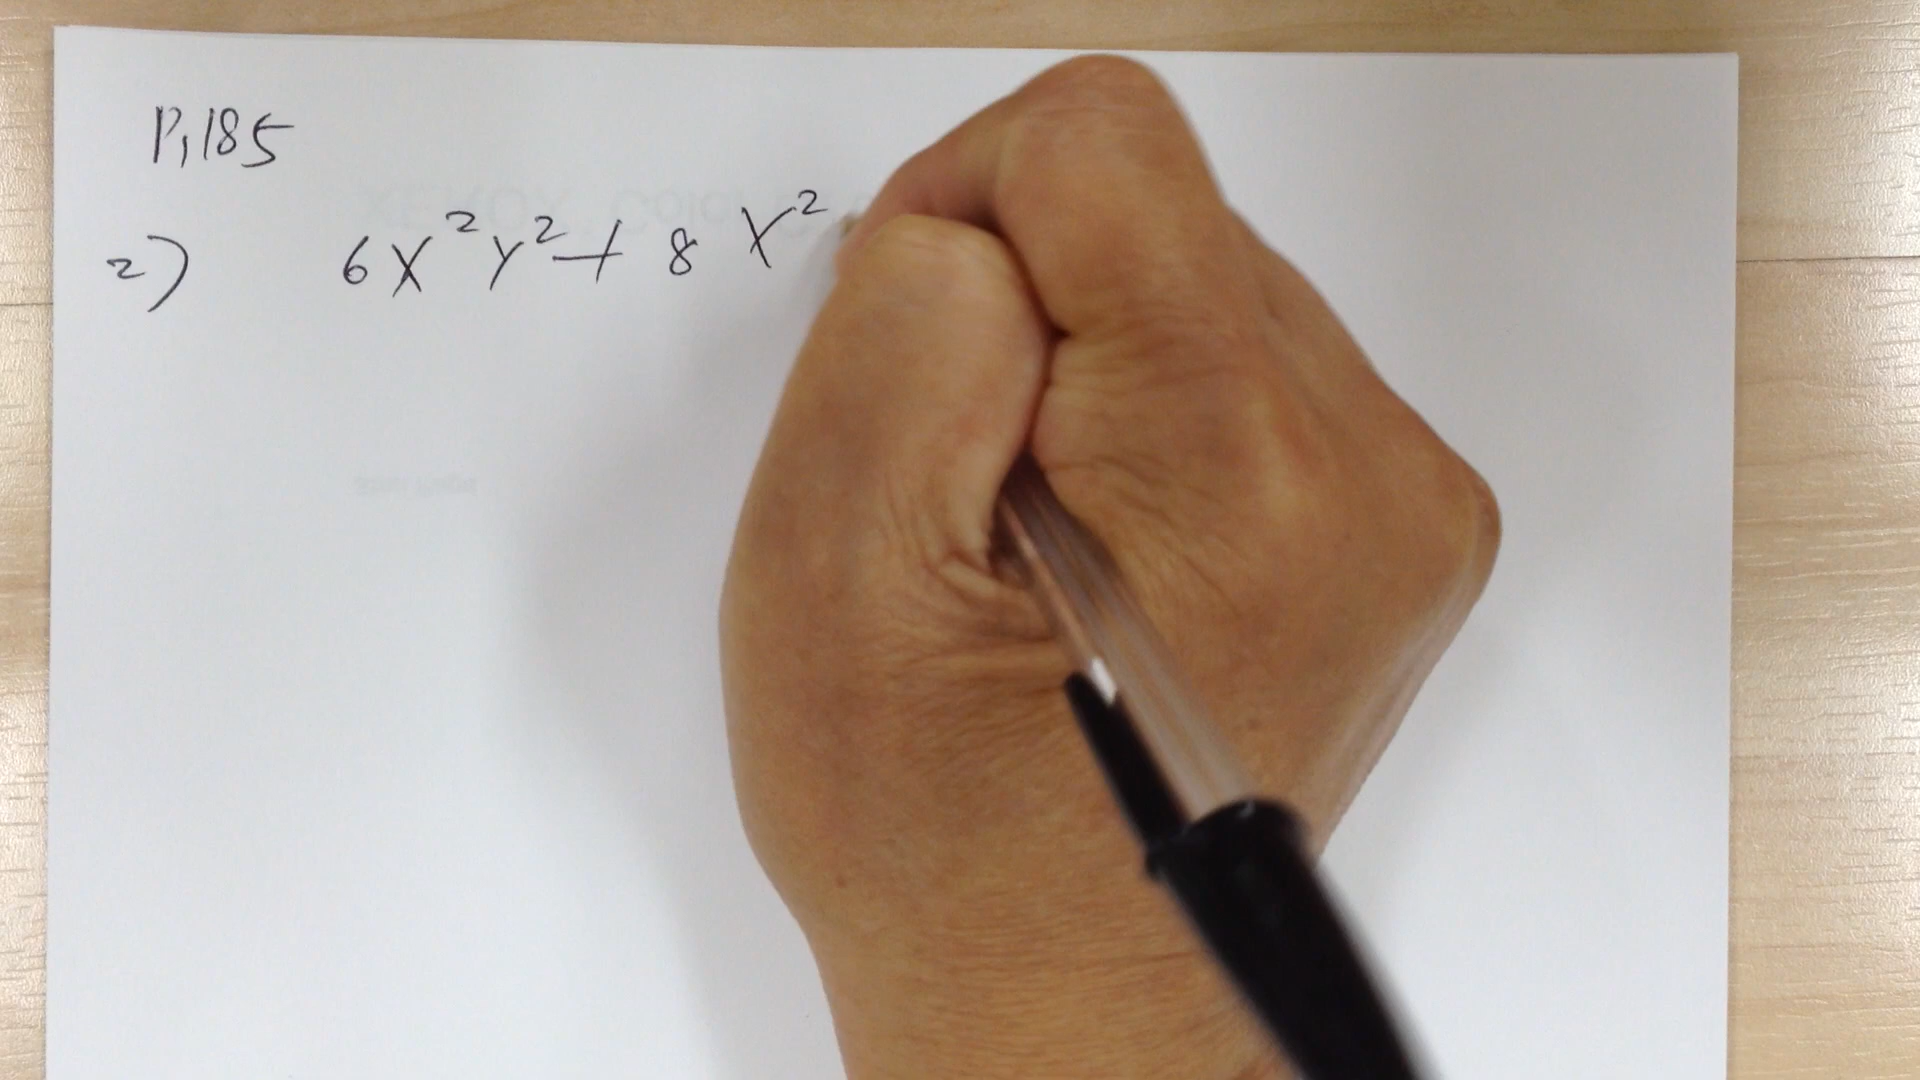 P.185
2) 6x²y² + 8x²